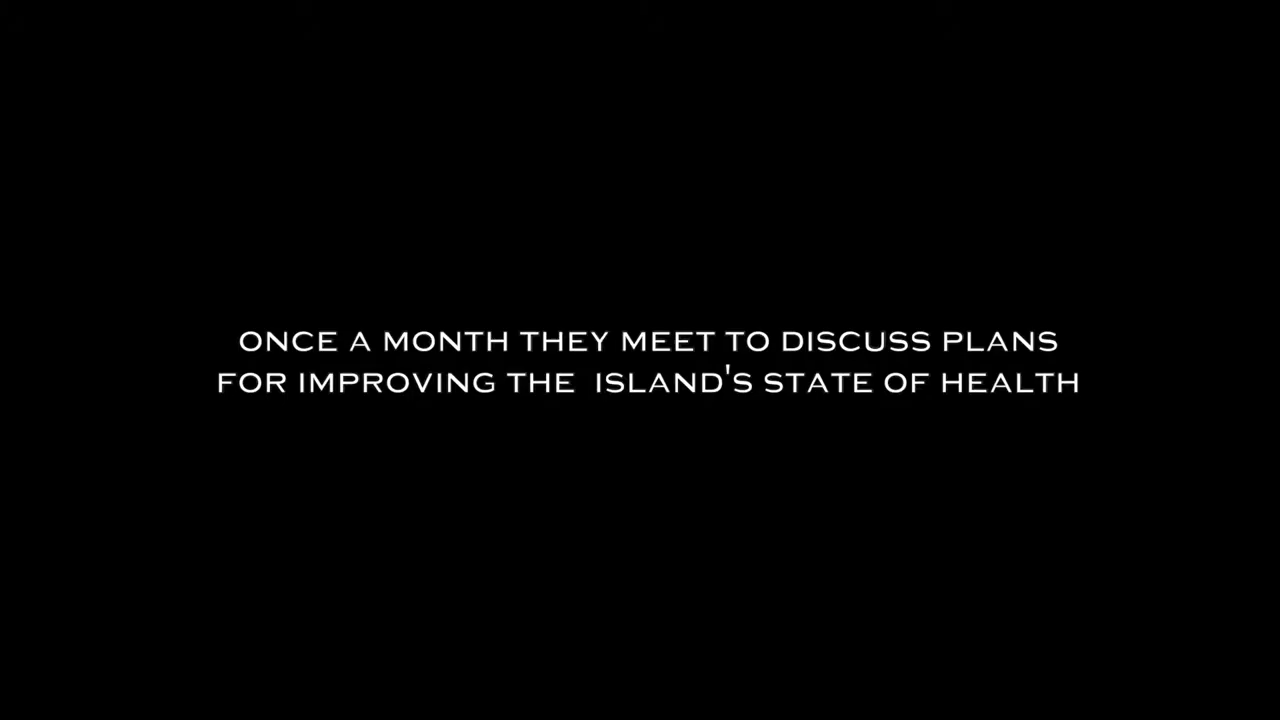 ONCE A MONTH THEY MEET TO DISCUSS PLANS
FOR IMPROVING THE  ISLAND'S STATE OF HEALTH